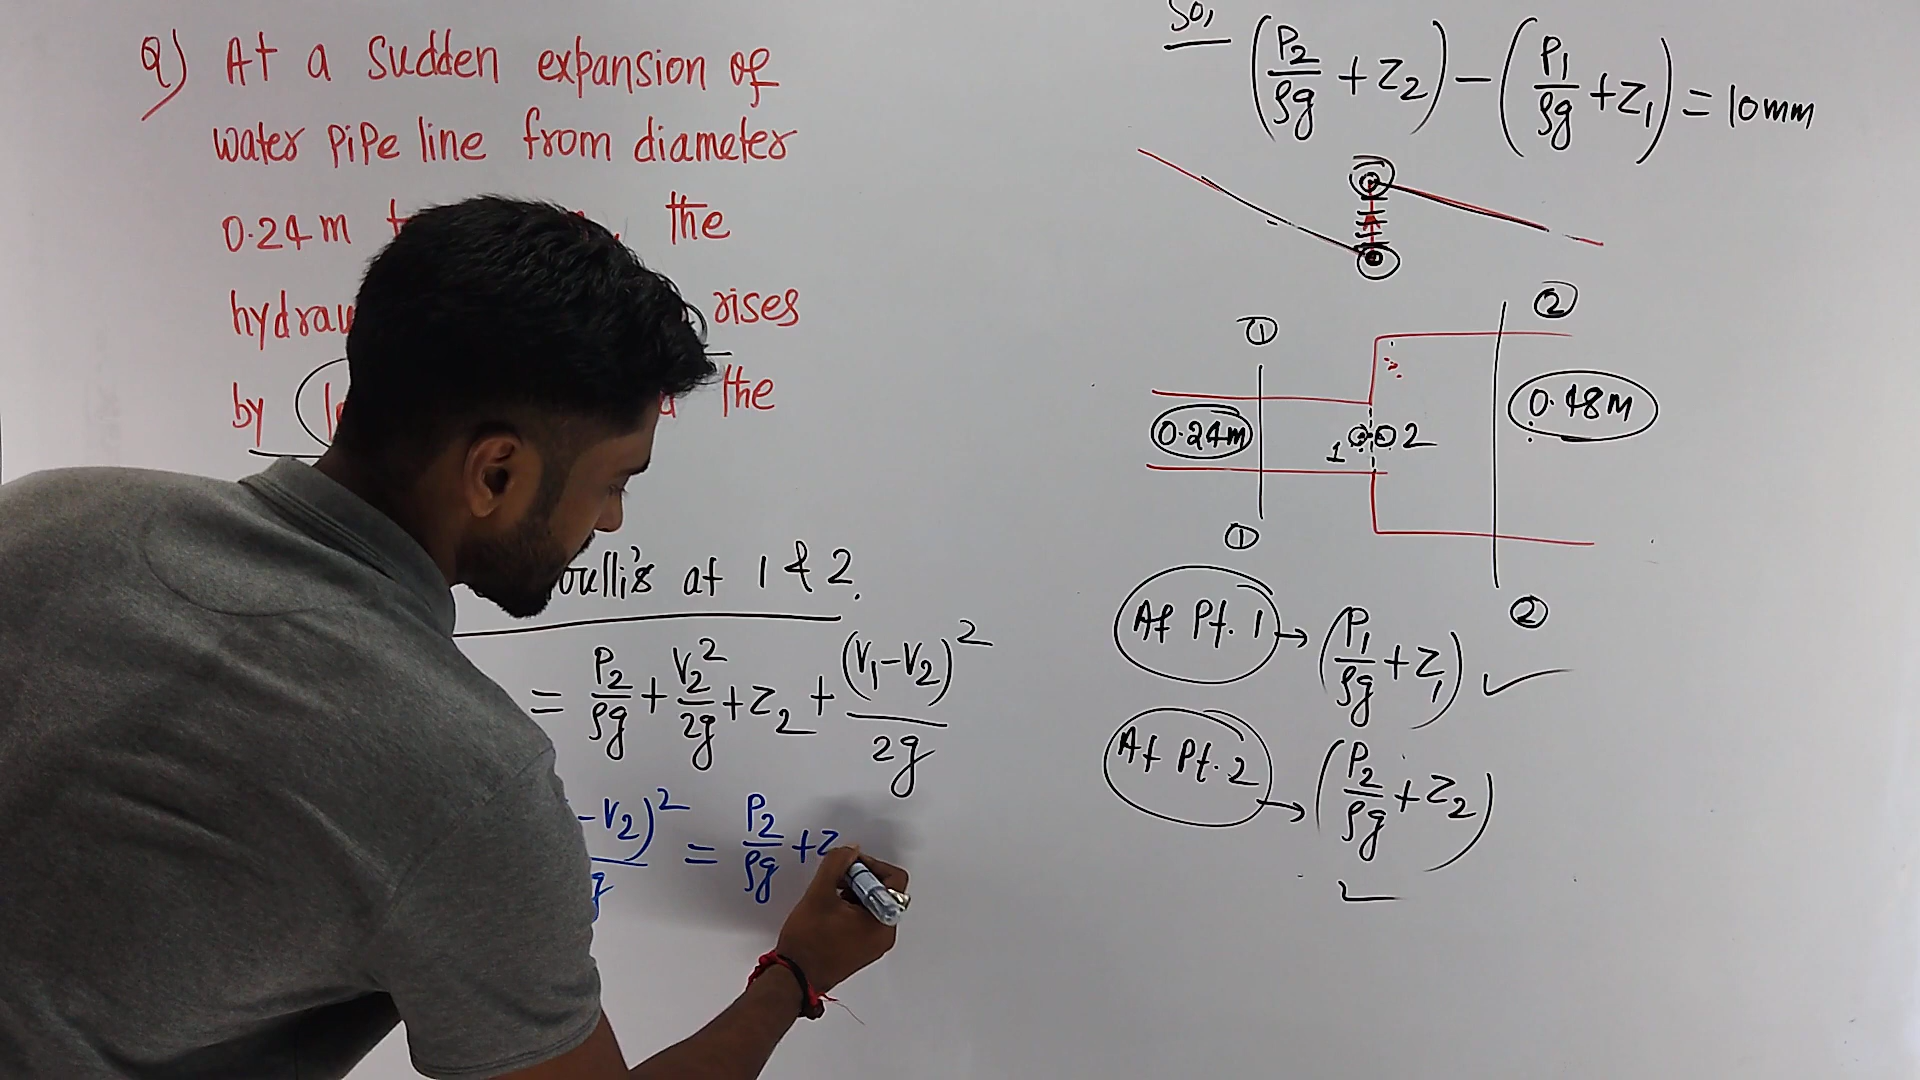 Q) At a sudden expansion of
water pipe line from diameter
0.24m the
rises
by the
at 1 & 2.
= P2/ρg + V2²/2g + Z2 + (V1-V2)²/2g
-V2)² = P2/ρg + Z
So, (P2/ρg + Z2) - (P1/ρg + Z1) = 10mm
① ②
0.24m 1 2 0.48m
① ②
At Pt. 1 → (P1/ρg + Z1) ✓
At Pt. 2 → (P2/ρg + Z2)